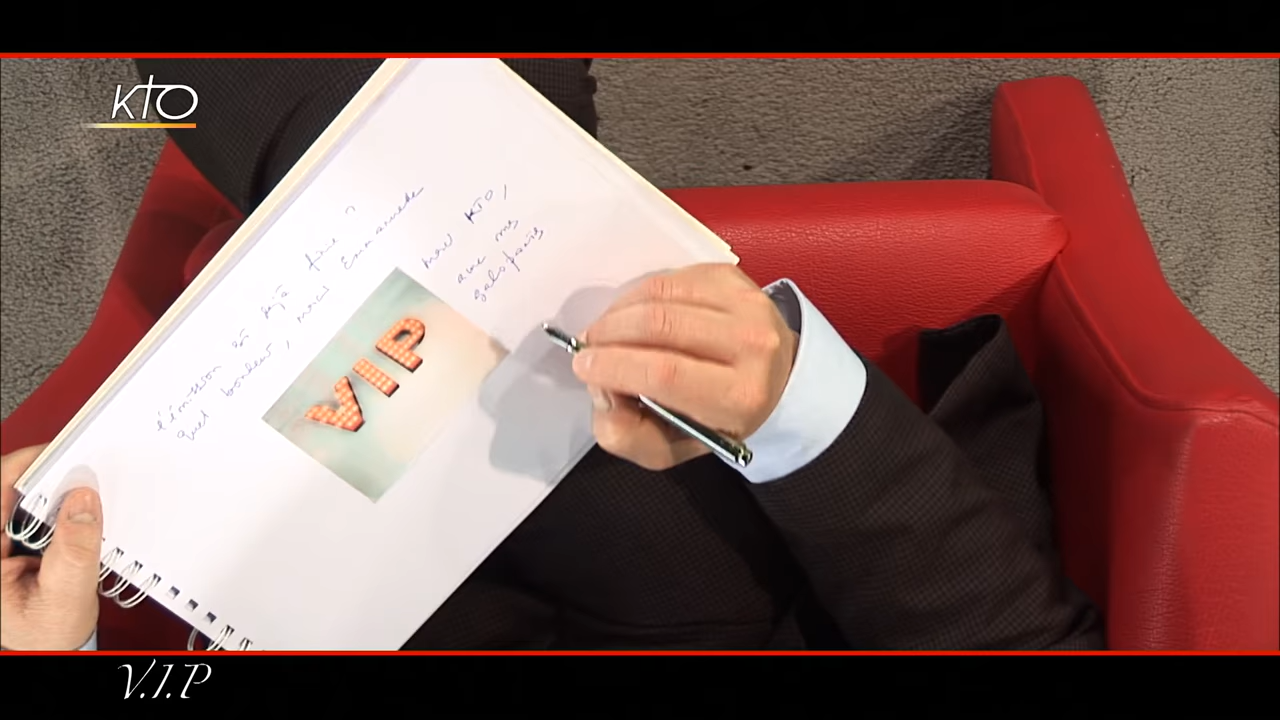 KTO
l'émission est déjà finie ?
quel bonheur, merci Emmanuelle
merci KTO,
avec mes
VIP
V.I.P